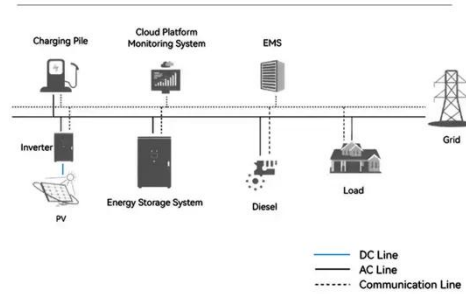 Charging Pile
Cloud Platform
Monitoring System
EMS
Grid
Inverter
PV
Energy Storage System
Diesel
Load
DC Line
AC Line
Communication Line